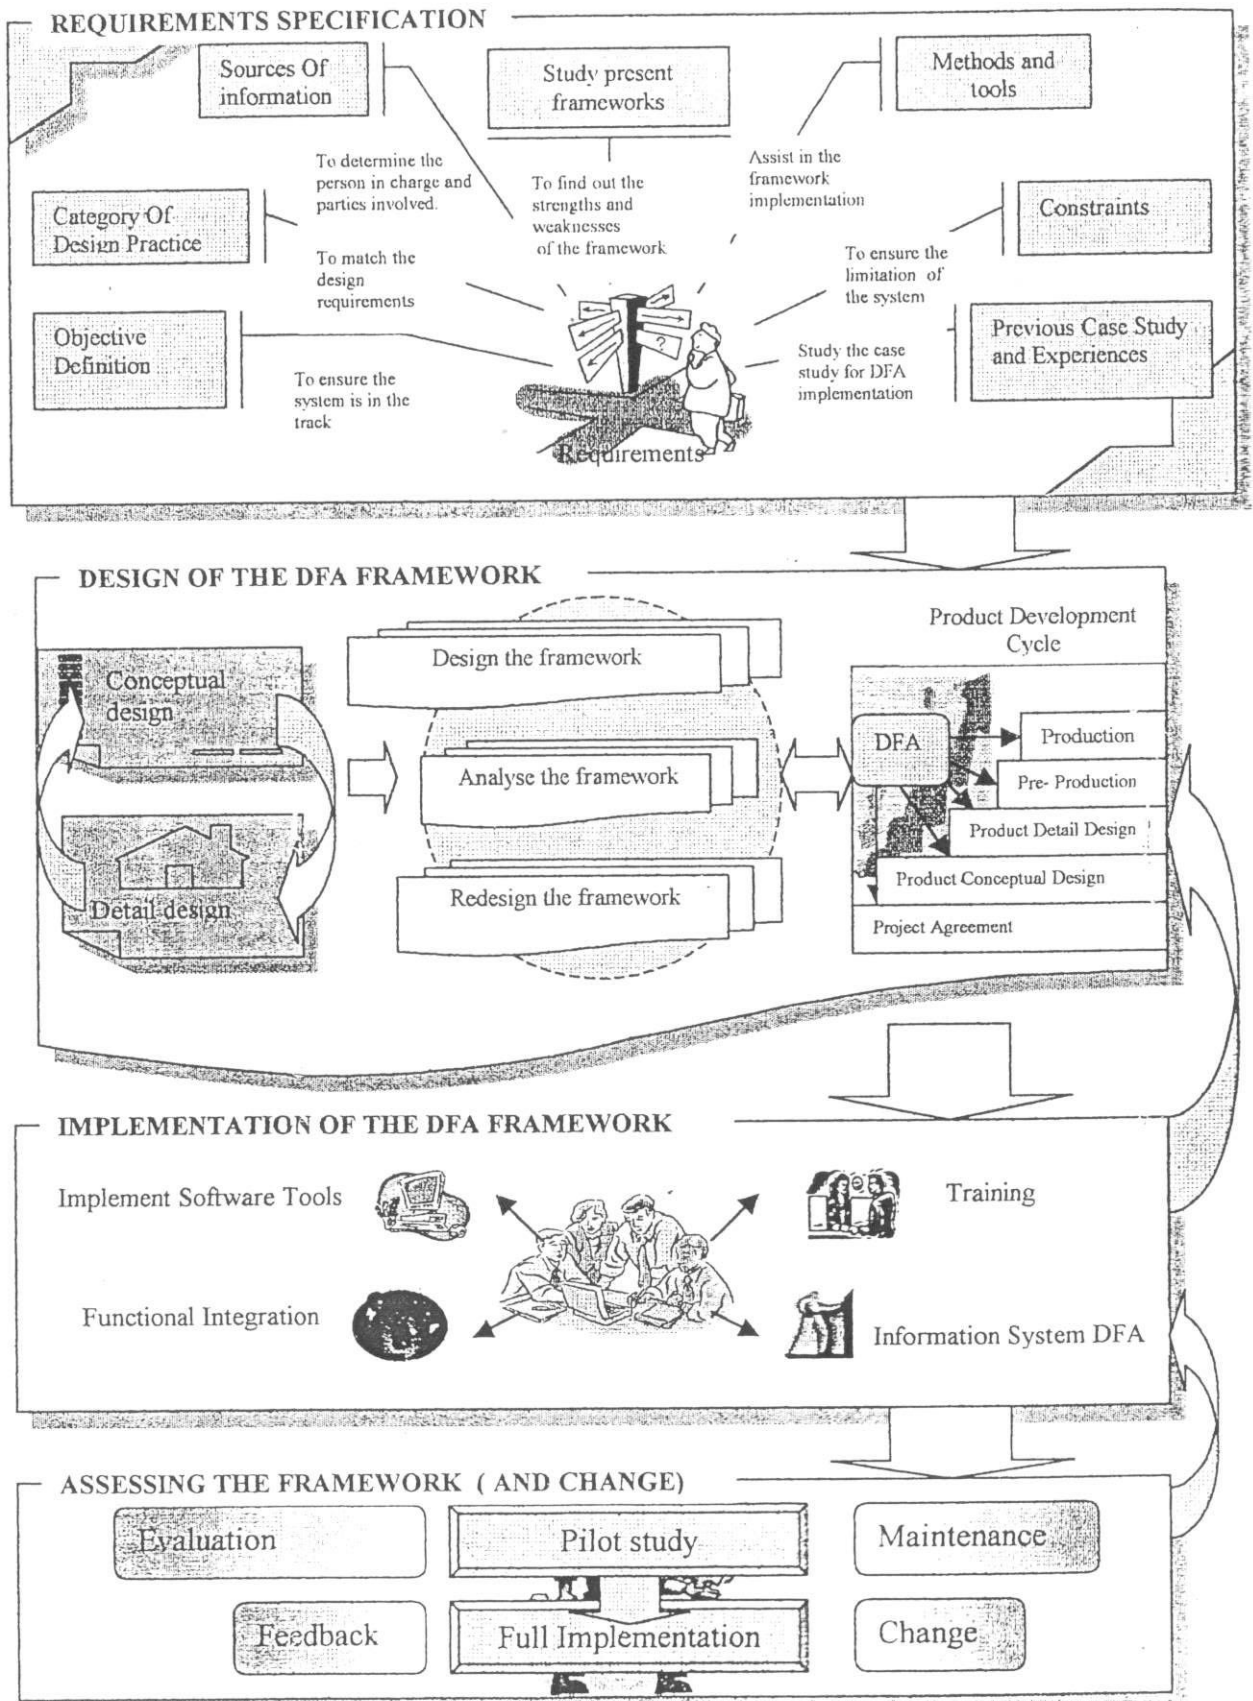 REQUIREMENTS SPECIFICATION
Sources Of
information
Study present
frameworks
Methods and
tools
To determine the
person in charge and
parties involved.
To find out the
strengths and
weaknesses
of the framework
Assist in the
framework
implementation
Category Of
Design Practice
Constraints
To match the
design
requirements
To ensure the
limitation of
the system
Objective
Definition
?
Previous Case Study
and Experiences
To ensure the
system is in the
track
Study the case
study for DFA
implementation
Requirements
DESIGN OF THE DFA FRAMEWORK
Conceptual
design
Detail design
Design the framework
Analyse the framework
Redesign the framework
Product Development
Cycle
DFA
Production
Pre- Production
Product Detail Design
Product Conceptual Design
Project Agreement
IMPLEMENTATION OF THE DFA FRAMEWORK
Implement Software Tools
Training
Functional Integration
Information System DFA
ASSESSING THE FRAMEWORK ( AND CHANGE)
Evaluation
Pilot study
Maintenance
Feedback
Full Implementation
Change